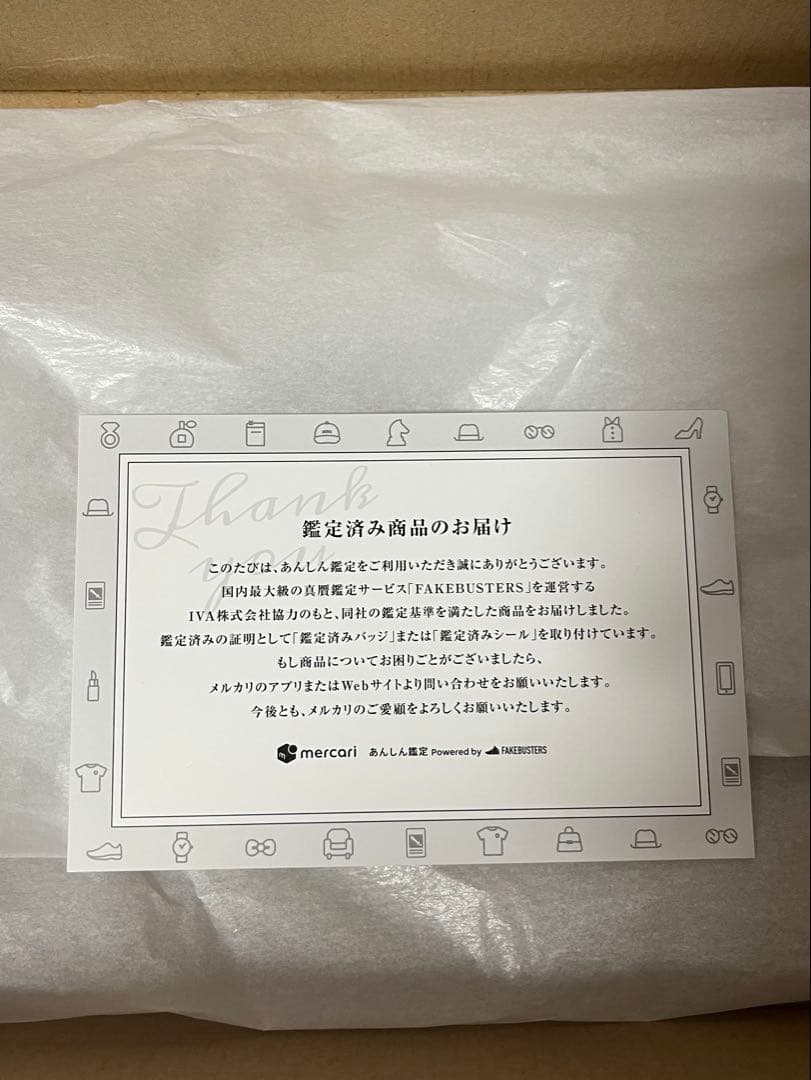 Thank you
鑑定済み商品のお届け
このたびは、あんしん鑑定をご利用いただき誠にありがとうございます。
国内最大級の真贋鑑定サービス「FAKEBUSTERS」を運営する
IVA株式会社協力のもと、同社の鑑定基準を満たした商品をお届けしました。
鑑定済みの証明として「鑑定済みバッジ」または「鑑定済みシール」を取り付けています。
もし商品についてお困りごとがございましたら、
メルカリのアプリまたはWebサイトより問い合わせをお願いいたします。
今後とも、メルカリのご愛顧をよろしくお願いいたします。
mercari あんしん鑑定 Powered by FAKEBUSTERS